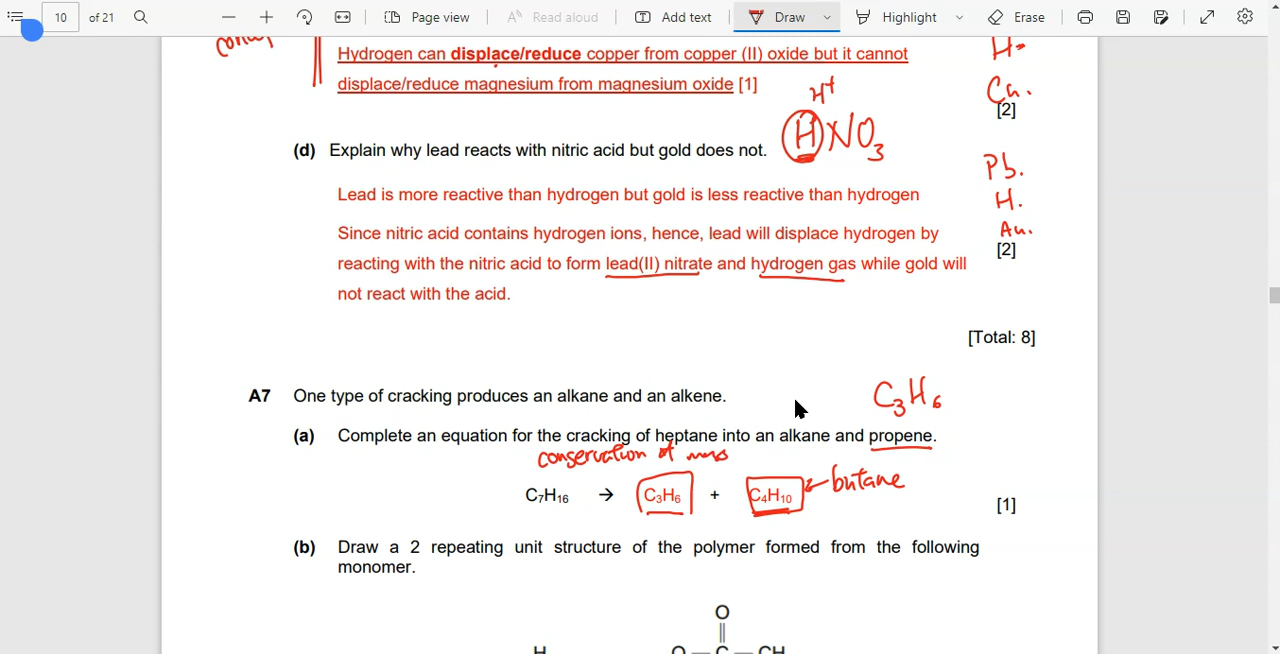 10 of 21 Page view Read aloud Add text Draw Highlight Erase
Hydrogen can displace/reduce copper from copper (II) oxide but it cannot
displace/reduce magnesium from magnesium oxide [1]
H
Cu.
[2]
H⁺
(d) Explain why lead reacts with nitric acid but gold does not.
HNO₃
Pb.
H.
Au.
Lead is more reactive than hydrogen but gold is less reactive than hydrogen
Since nitric acid contains hydrogen ions, hence, lead will displace hydrogen by
[2]
reacting with the nitric acid to form lead(II) nitrate and hydrogen gas while gold will
not react with the acid.
[Total: 8]
A7 One type of cracking produces an alkane and an alkene.
C₃H₆
(a) Complete an equation for the cracking of heptane into an alkane and propene.
conservation of mass
C₇H₁₆ → C₃H₆ + C₄H₁₀ butane
[1]
(b) Draw a 2 repeating unit structure of the polymer formed from the following
monomer.
O
H O — C — CH